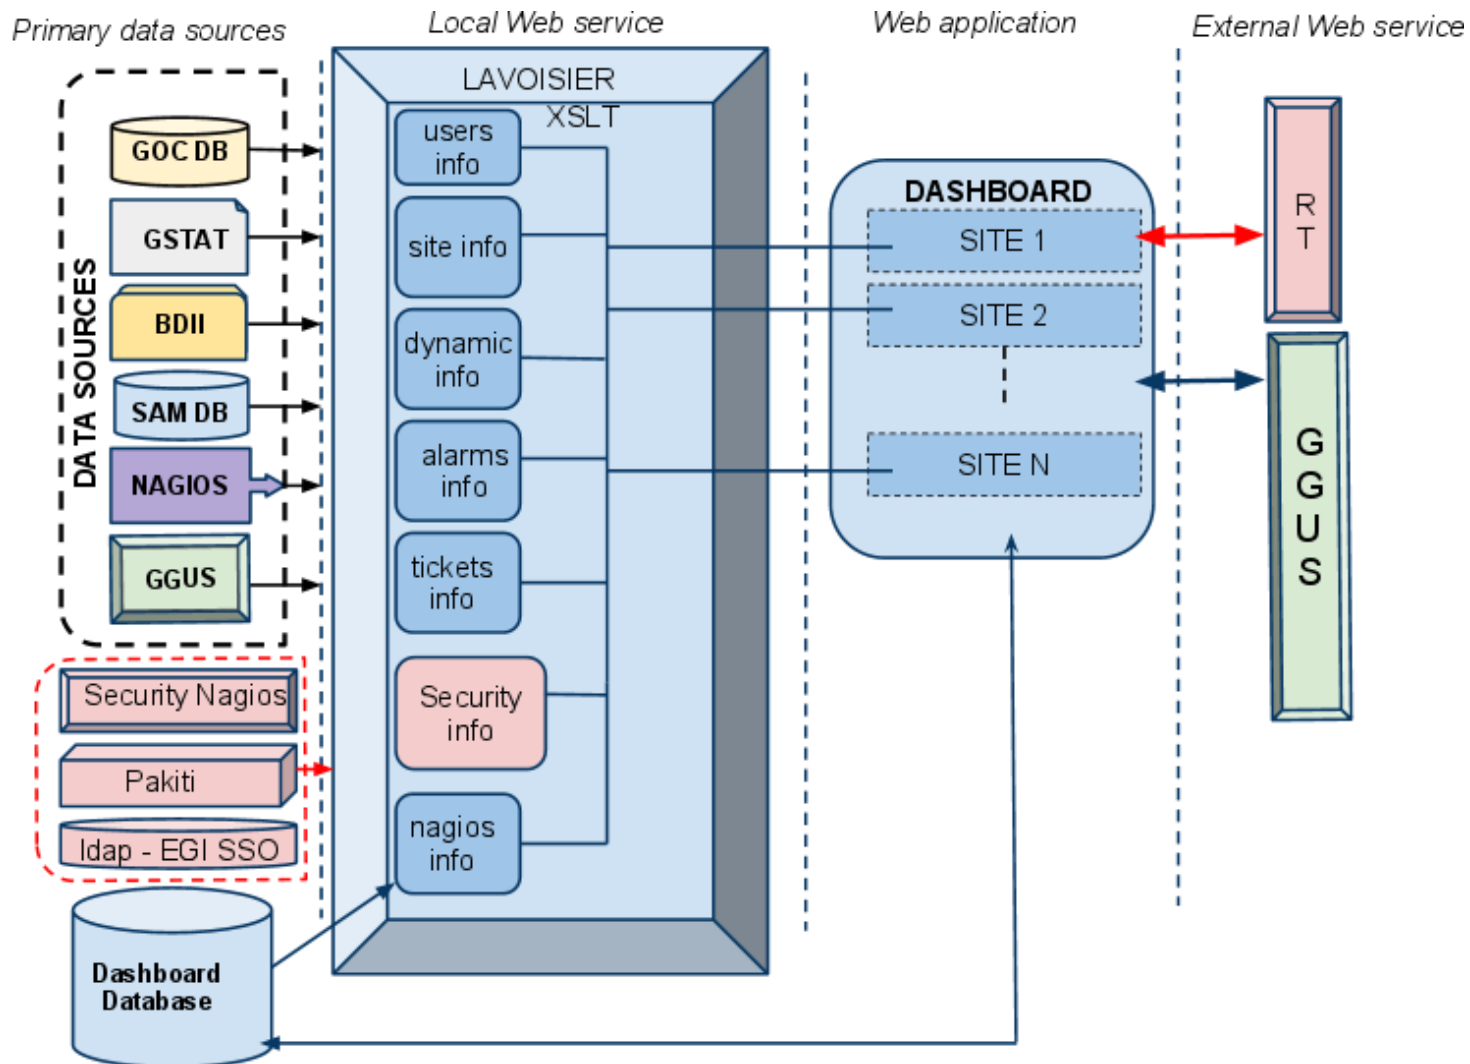 Primary data sources
Local Web service
Web application
External Web service
DATA SOURCES
GOC DB
GSTAT
BDII
SAM DB
NAGIOS
GGUS
Security Nagios
Pakiti
ldap - EGI SSO
Dashboard
Database
LAVOISIER
XSLT
users
info
site info
dynamic
info
alarms
info
tickets
info
Security
info
nagios
info
DASHBOARD
SITE 1
SITE 2
SITE N
R
T
G
G
U
S